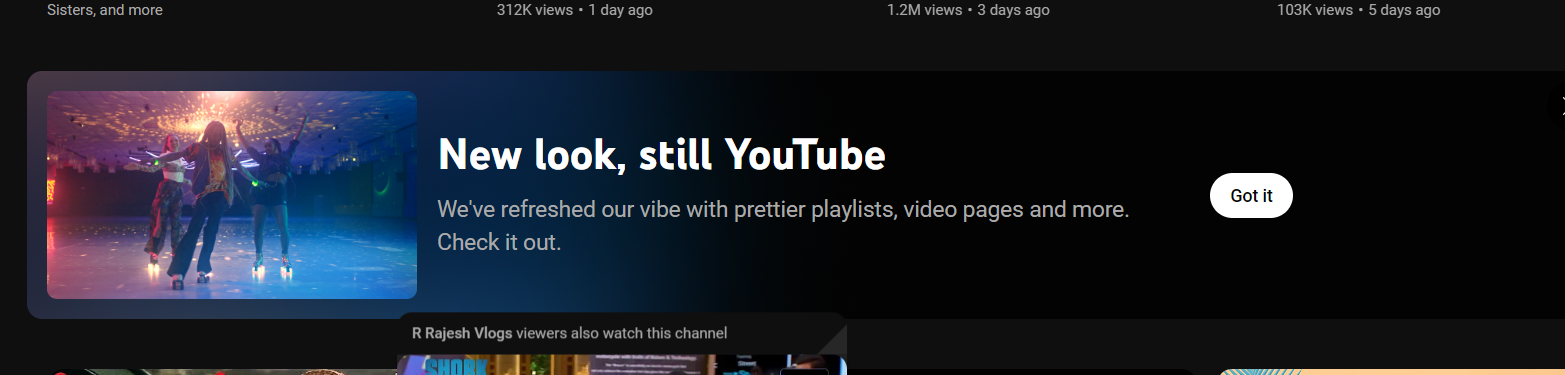 Sisters, and more
312K views • 1 day ago
1.2M views • 3 days ago
103K views • 5 days ago
New look, still YouTube
We've refreshed our vibe with prettier playlists, video pages and more.
Check it out.
Got it
R Rajesh Vlogs viewers also watch this channel
SHARK